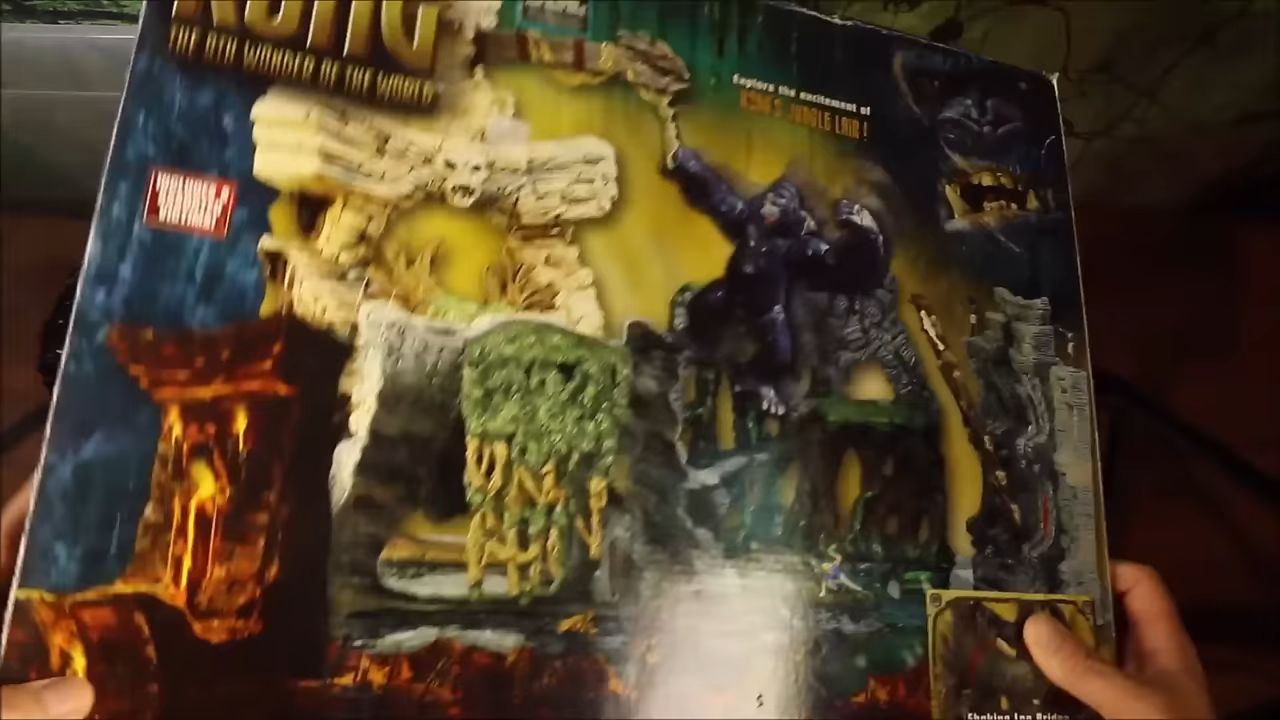 KONG
THE 8TH WONDER OF THE WORLD
Explore the excitement of
KONG'S JUNGLE LAIR!
Shaking Log Bridge